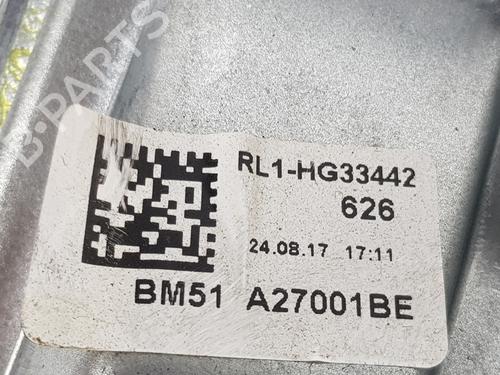 B-PARTS
RL1-HG33442
626
24.08.17 17:11
BM51 A27001BE